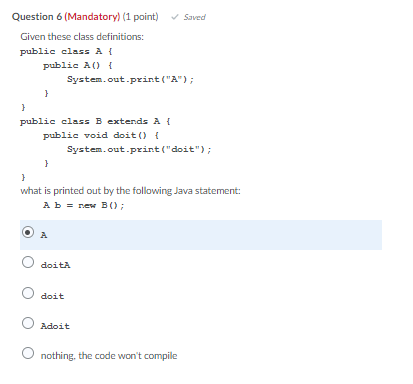 Question 6 (Mandatory) (1 point) ✓ Saved
Given these class definitions:
public class A {
public A() {
System.out.print("A");
}
}
public class B extends A {
public void doit() {
System.out.print("doit");
}
}
what is printed out by the following Java statement:
A b = new B();
A
doitA
doit
Adoit
nothing, the code won't compile